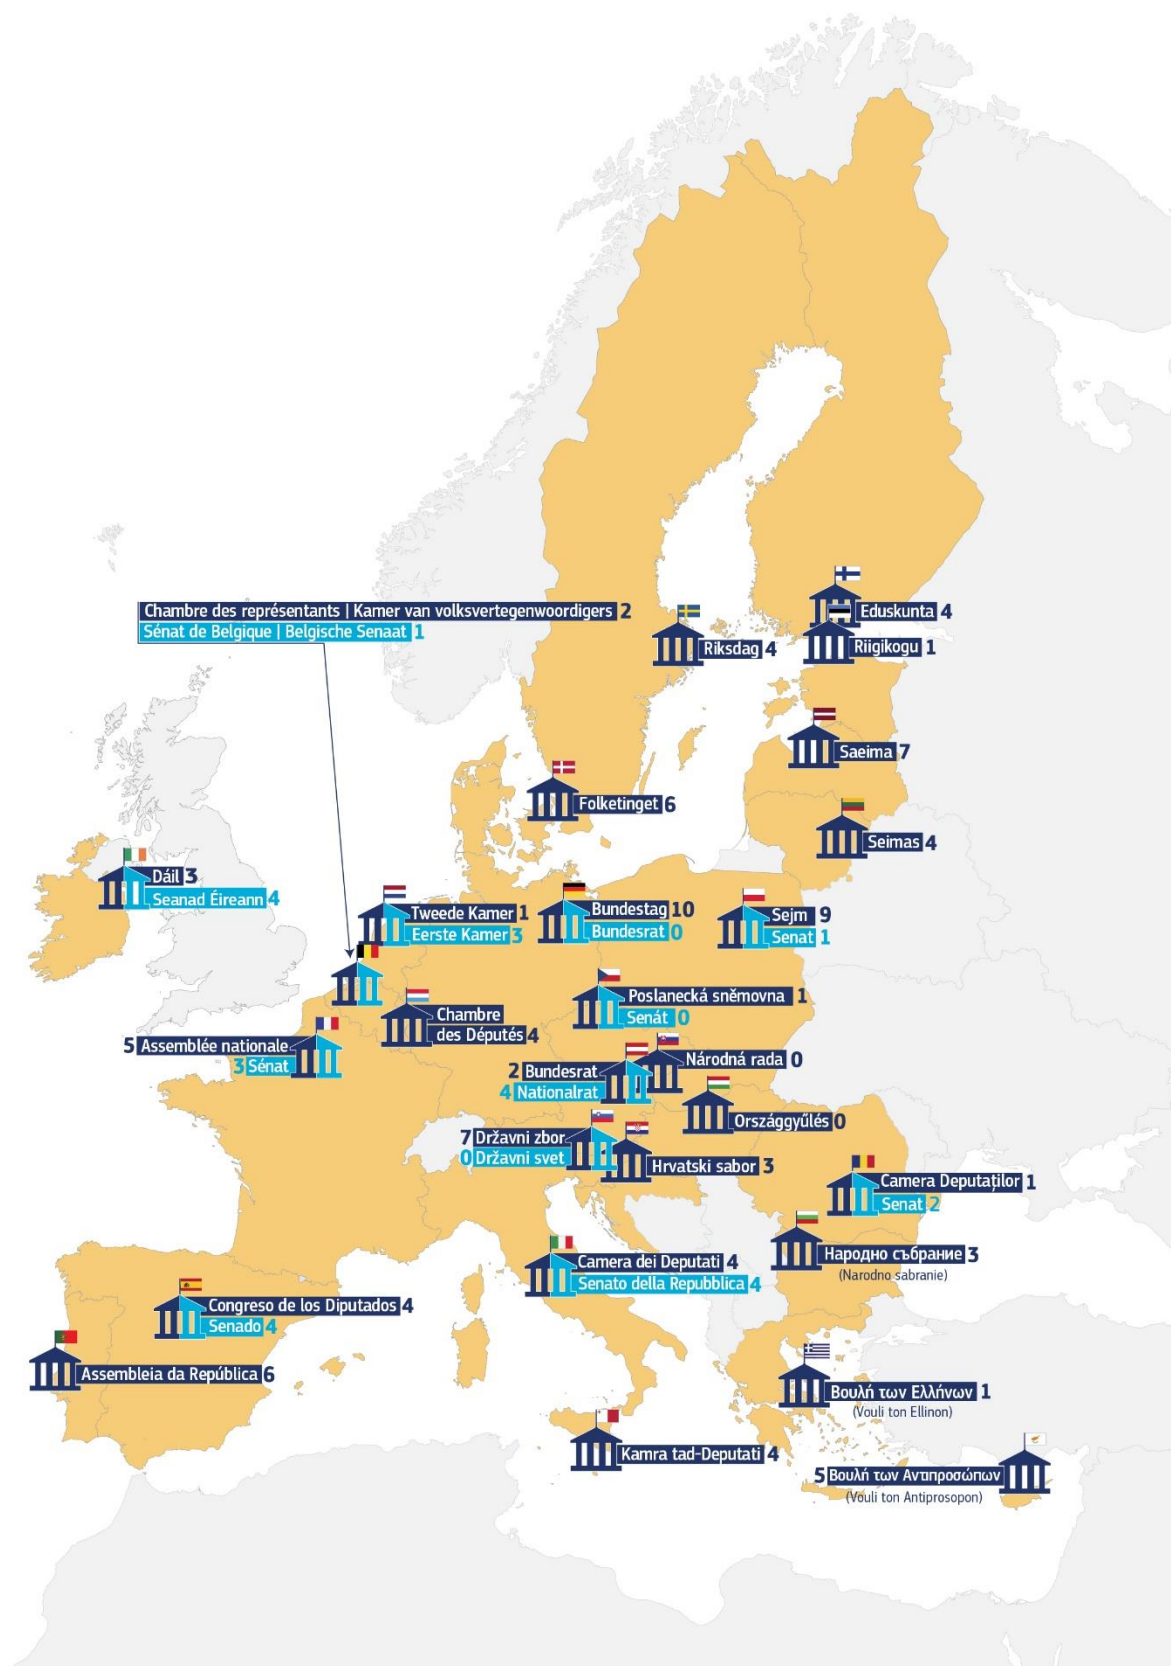 Eduskunta 4
Chambre des représentants | Kamer van volksvertegenwoordigers 2
Sénat de Belgique | Belgische Senaat 1
Riksdag 4
Riigikogu 1
Saeima 7
Folketinget 6
Seimas 4
Dáil 3
Seanad Éireann 4
Tweede Kamer 1
Eerste Kamer 3
Bundestag 10
Bundesrat 0
Sejm 9
Senat 1
Poslanecká sněmovna 1
Senát 0
Chambre
des Députés 4
5 Assemblée nationale
3 Sénat
Národná rada 0
2 Bundesrat
4 Nationalrat
Országgyűlés 0
7 Državni zbor
0 Državni svet
Hrvatski sabor 3
Camera Deputaților 1
Senat 2
Народно събрание 3
(Narodno sabranie)
Camera dei Deputati 4
Senato della Repubblica 4
Congreso de los Diputados 4
Senado 4
Assembleia da República 6
Βουλή των Ελλήνων 1
(Vouli ton Ellinon)
Kamra tad-Deputati 4
5 Βουλή των Αντιπροσώπων
(Vouli ton Antiprosopon)